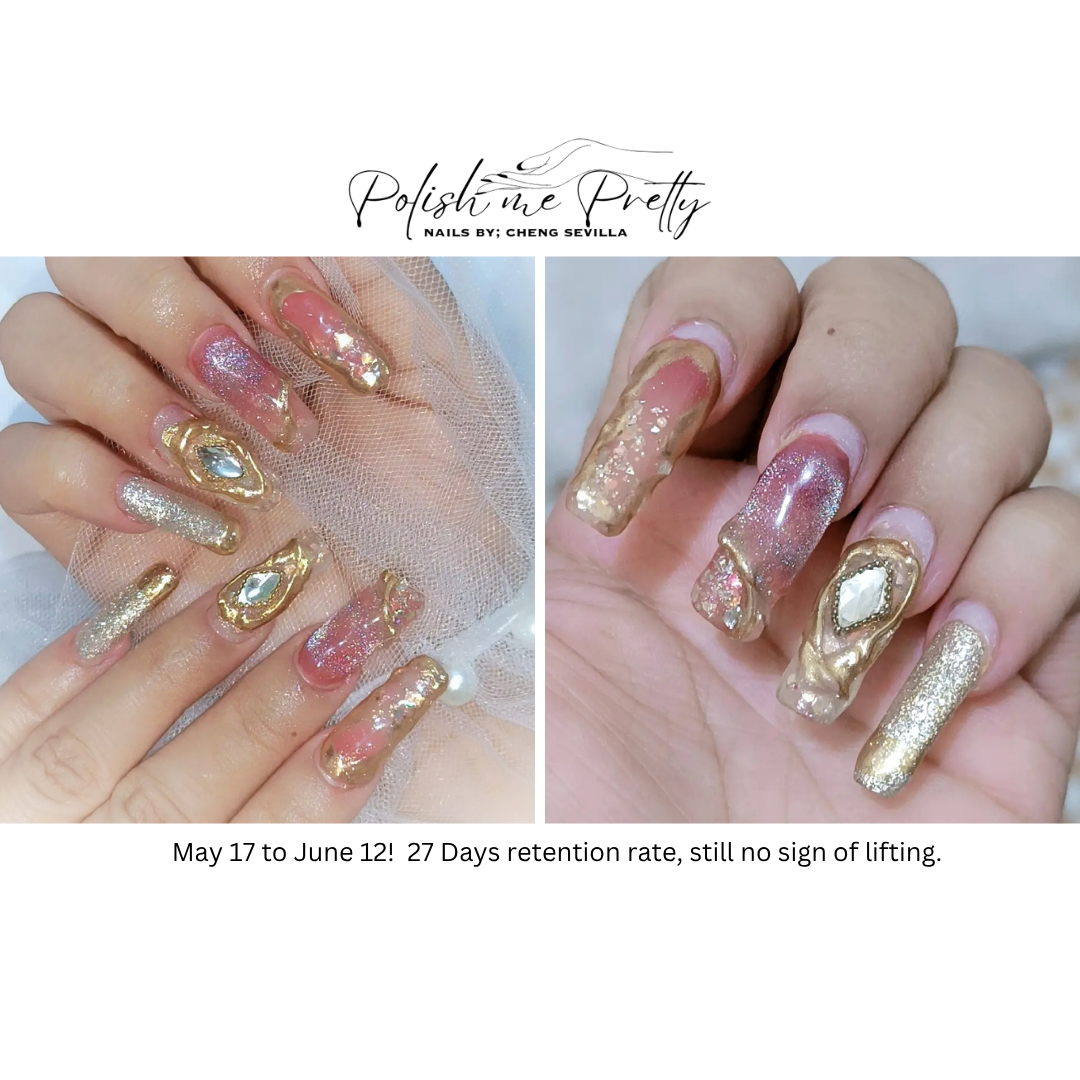 Polish me Pretty
NAILS BY; CHENG SEVILLA
May 17 to June 12!  27 Days retention rate, still no sign of lifting.